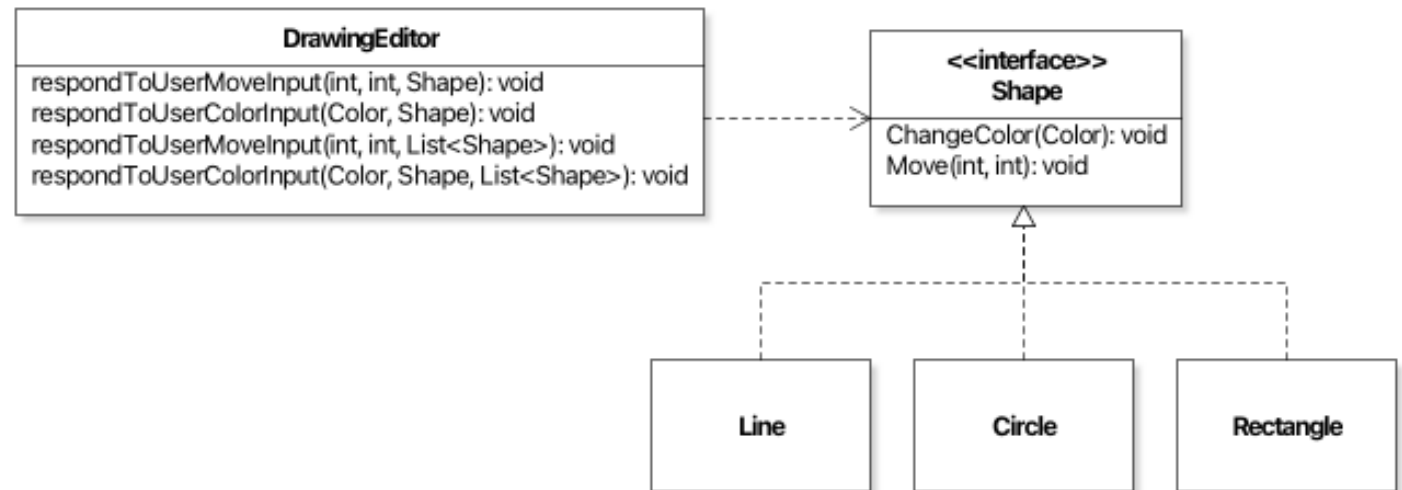 DrawingEditor
respondToUserMoveInput(int, int, Shape): void
respondToUserColorInput(Color, Shape): void
respondToUserMoveInput(int, int, List<Shape>): void
respondToUserColorInput(Color, Shape, List<Shape>): void
<<interface>>
Shape
ChangeColor(Color): void
Move(int, int): void
Line
Circle
Rectangle